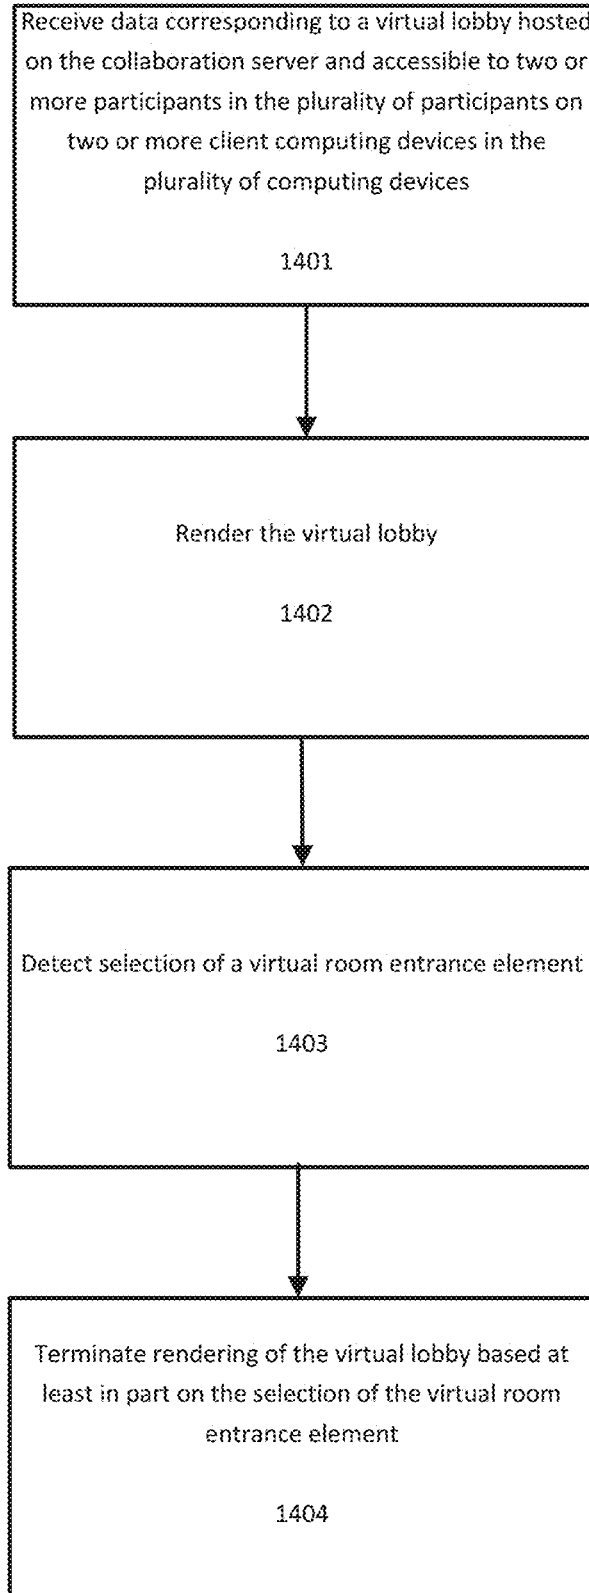 Receive data corresponding to a virtual lobby hosted
on the collaboration server and accessible to two or
more participants in the plurality of participants on
two or more client computing devices in the
plurality of computing devices
1401
Render the virtual lobby
1402
Detect selection of a virtual room entrance element
1403
Terminate rendering of the virtual lobby based at
least in part on the selection of the virtual room
entrance element
1404